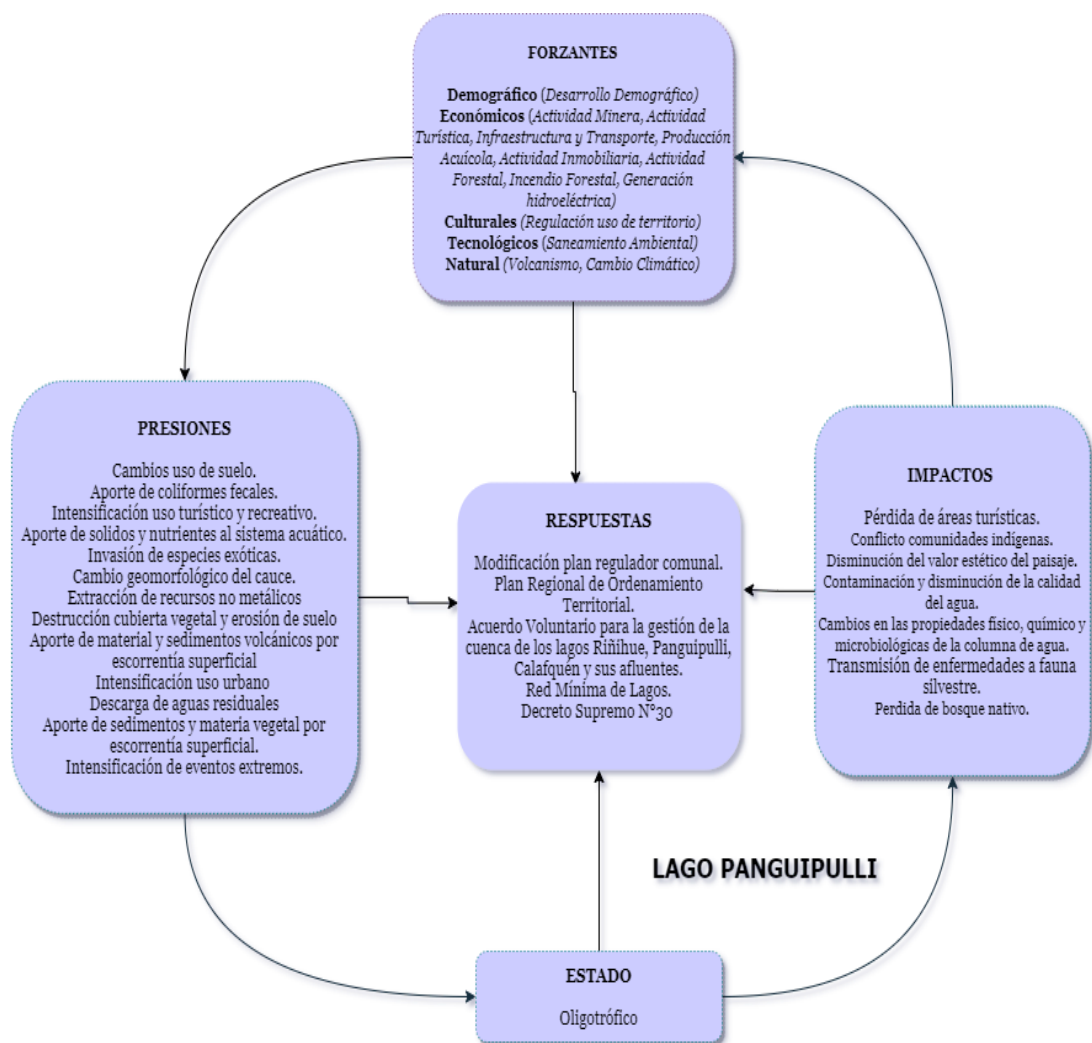 FORZANTES
Demográfico (Desarrollo Demográfico)
Económicos (Actividad Minera, Actividad
Turística, Infraestructura y Transporte, Producción
Acuícola, Actividad Inmobiliaria, Actividad
Forestal, Incendio Forestal, Generación
hidroeléctrica)
Culturales (Regulación uso de territorio)
Tecnológicos (Saneamiento Ambiental)
Natural (Volcanismo, Cambio Climático)
PRESIONES
Cambios uso de suelo.
Aporte de coliformes fecales.
Intensificación uso turístico y recreativo.
Aporte de solidos y nutrientes al sistema acuático.
Invasión de especies exóticas.
Cambio geomorfológico del cauce.
Extracción de recursos no metálicos
Destrucción cubierta vegetal y erosión de suelo
Aporte de material y sedimentos volcánicos por
escorrentía superficial
Intensificación uso urbano
Descarga de aguas residuales
Aporte de sedimentos y materia vegetal por
escorrentía superficial.
Intensificación de eventos extremos.
RESPUESTAS
Modificación plan regulador comunal.
Plan Regional de Ordenamiento
Territorial.
Acuerdo Voluntario para la gestión de la
cuenca de los lagos Riñihue, Panguipulli,
Calafquén y sus afluentes.
Red Mínima de Lagos.
Decreto Supremo N°30
IMPACTOS
Pérdida de áreas turísticas.
Conflicto comunidades indígenas.
Disminución del valor estético del paisaje.
Contaminación y disminución de la calidad
del agua.
Cambios en las propiedades físico, químico y
microbiológicas de la columna de agua.
Transmisión de enfermedades a fauna
silvestre.
Perdida de bosque nativo.
LAGO PANGUIPULLI
ESTADO
Oligotrófico